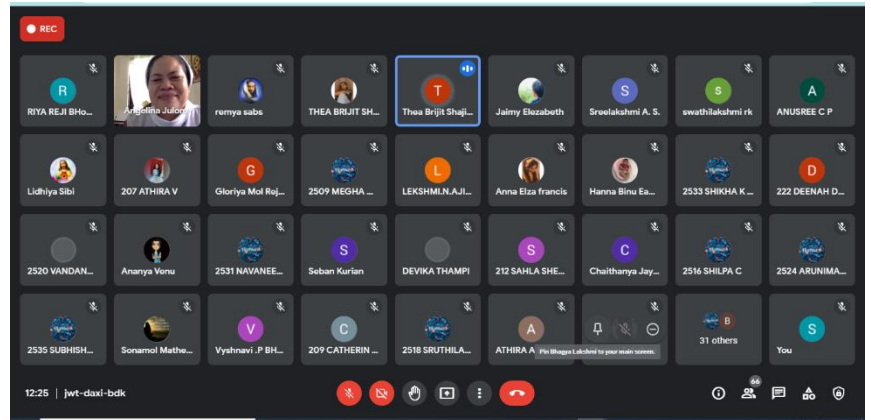 REC
R
RIYA REJI BHo...
Angelina Julom
remya sabs
THEA BRIJIT SH...
T
Thea Brijit Shaji...
Jaimy Elezabeth
S
Sreelakshmi A. S.
s
swathilakshmi rk
A
ANUSREE C P
Lidhiya Sibi
207 ATHIRA V
G
Gloriya Mol Roj...
2509 MEGHA ...
L
LEKSHMI.N.AJI...
Anna Elza francis
Hanna Binu Ea...
2533 SHIKHA K ...
D
222 DEENAH D...
2520 VANDAN...
Ananya Venu
2531 NAVANEE...
S
Seban Kurian
DEVIKA THAMPI
S
212 SAHLA SHE...
C
Chaithanya Jay...
2516 SHILPA C
2524 ARUNIMA...
2535 SUBHISH...
Sonamol Mathe...
V
Vyshnavi .P BH...
C
209 CATHERIN ...
2518 SRUTHILA...
A
ATHIRA A
Pin Bhagya Lakshmi to your main screen.
B
31 others
S
You
12:25 | jwt-daxi-bdk
66